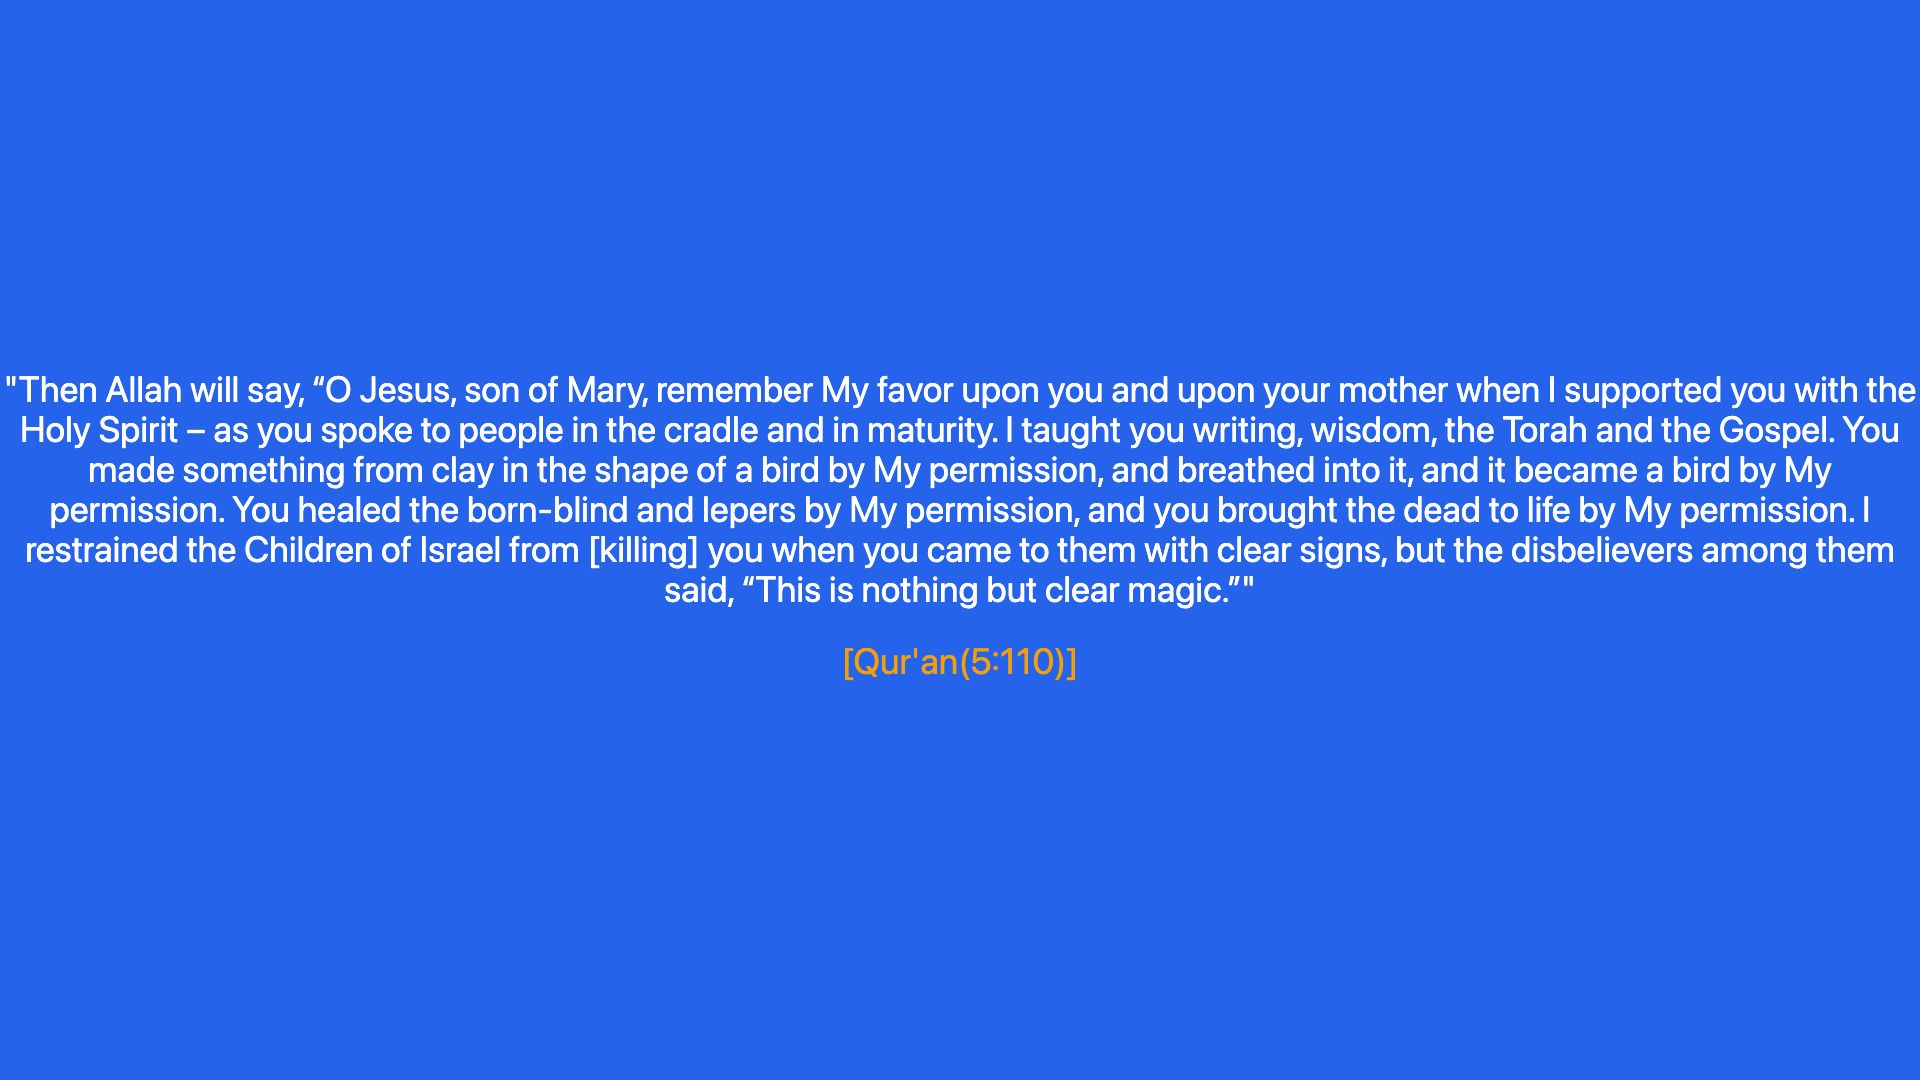 "Then Allah will say, “O Jesus, son of Mary, remember My favor upon you and upon your mother when I supported you with the
Holy Spirit – as you spoke to people in the cradle and in maturity. I taught you writing, wisdom, the Torah and the Gospel. You
made something from clay in the shape of a bird by My permission, and breathed into it, and it became a bird by My
permission. You healed the born-blind and lepers by My permission, and you brought the dead to life by My permission. I
restrained the Children of Israel from [killing] you when you came to them with clear signs, but the disbelievers among them
said, “This is nothing but clear magic.”"
[Qur'an(5:110)]